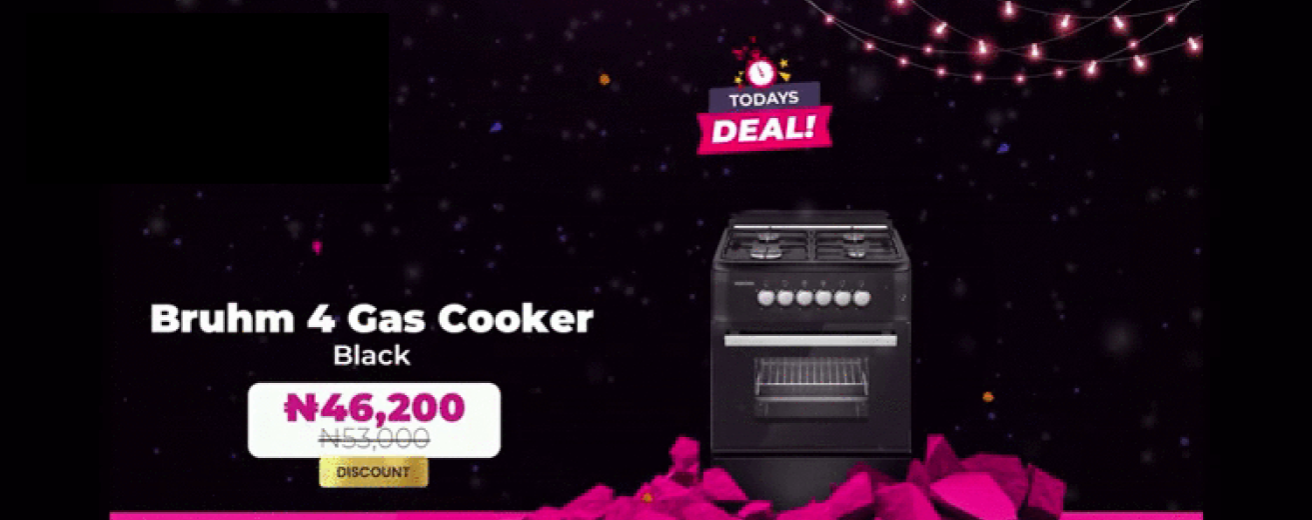 TODAYS
DEAL!
Bruhm 4 Gas Cooker
Black
₦46,200
₦53,000
DISCOUNT